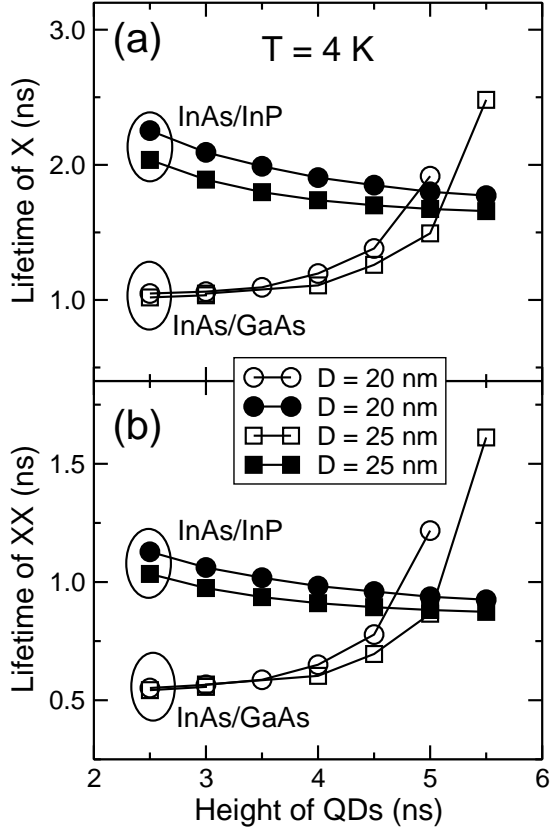 (a)
T = 4 K
3.0
2.0
1.0
Lifetime of X (ns)
InAs/InP
InAs/GaAs
D = 20 nm
D = 20 nm
D = 25 nm
D = 25 nm
(b)
1.5
1.0
0.5
Lifetime of XX (ns)
InAs/InP
InAs/GaAs
2 3 4 5 6
Height of QDs (ns)